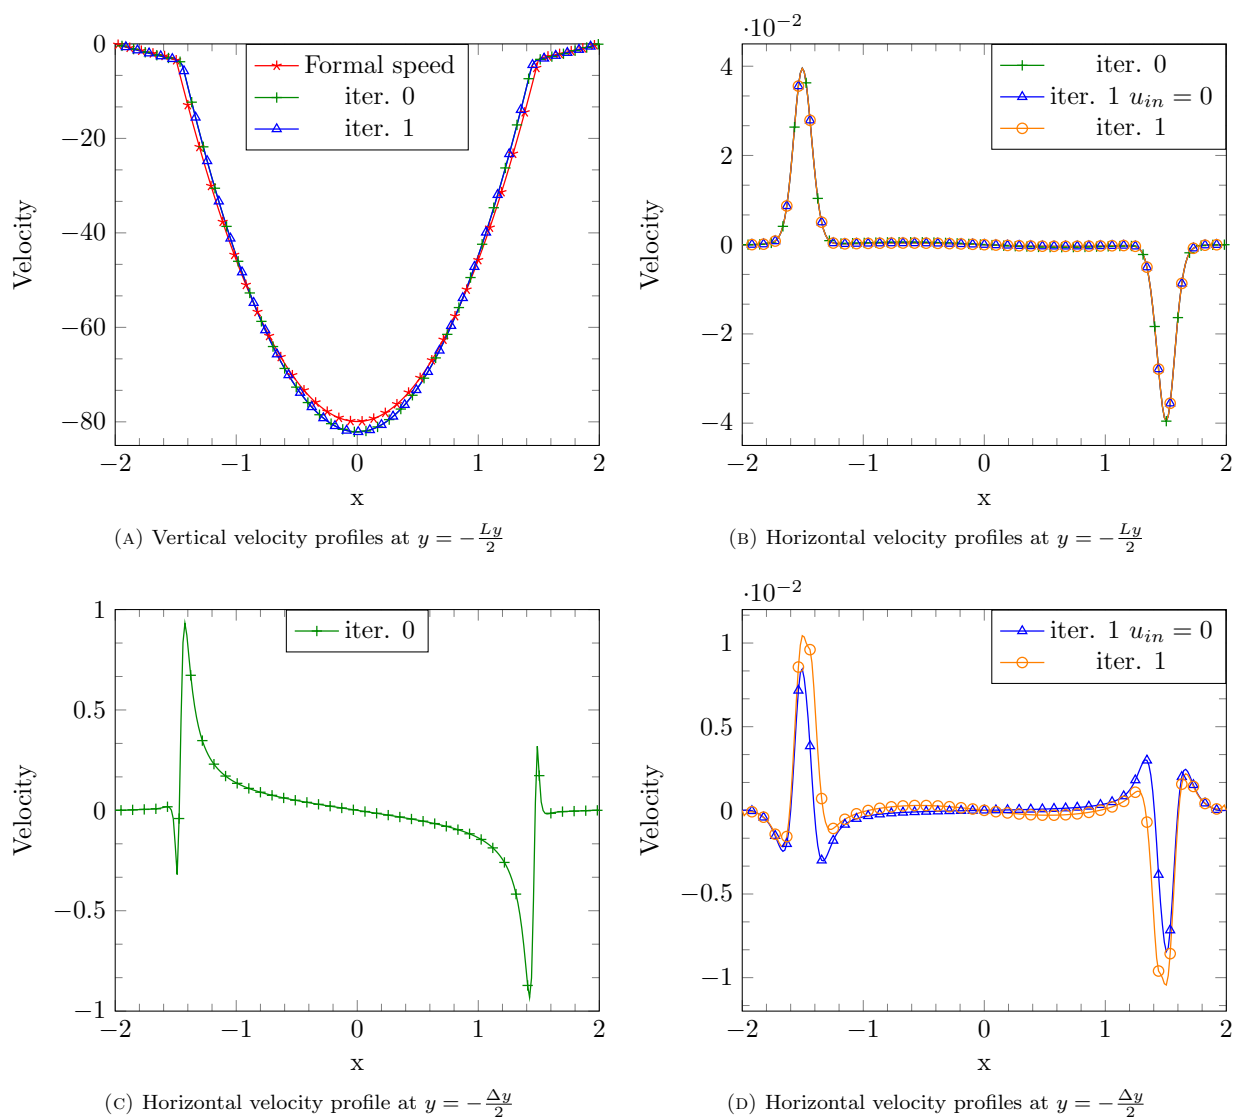 0
−20
−40
−60
−80
−2
−1
0
1
2
x
Velocity
Formal speed
iter. 0
iter. 1
(A) Vertical velocity profiles at y = −Ly/2
·10−2
4
2
0
−2
−4
−2
−1
0
1
2
x
Velocity
iter. 0
iter. 1 uin = 0
iter. 1
(B) Horizontal velocity profiles at y = −Ly/2
1
0.5
0
−0.5
−1
−2
−1
0
1
2
x
Velocity
iter. 0
(C) Horizontal velocity profile at y = −Δy/2
·10−2
1
0.5
0
−0.5
−1
−2
−1
0
1
2
x
Velocity
iter. 1 uin = 0
iter. 1
(D) Horizontal velocity profiles at y = −Δy/2